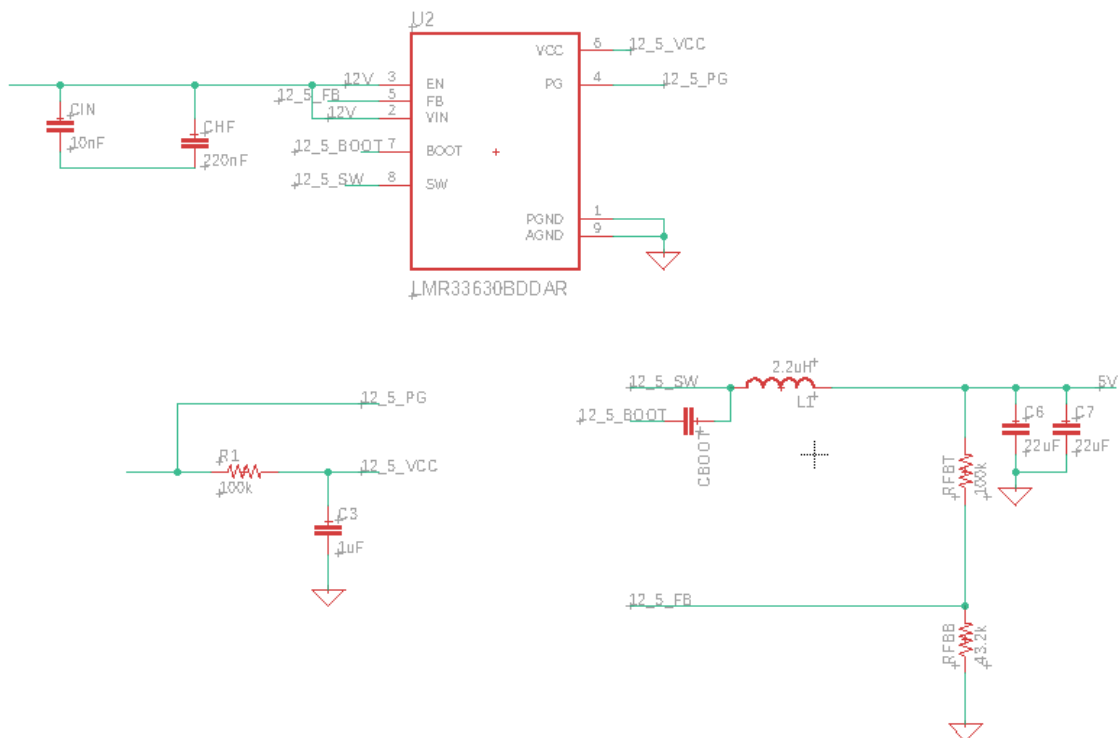 U2
VCC 6 12_5_VCC
12V 3 EN
PG 4 12_5_PG
12_5_FB 5 FB
12V 2 VIN
CIN
10nF
CHF
220nF
12_5_BOOT 7 BOOT
12_5_SW 8 SW
PGND 1
AGND 9
LMR33630BDDAR
12_5_PG
R1
100k
12_5_VCC
C3
1uF
2.2uH
12_5_SW
L1
5V
12_5_BOOT
CBOOT
C6
22uF
C7
22uF
RFBT
100k
12_5_FB
RFBB
43.2k